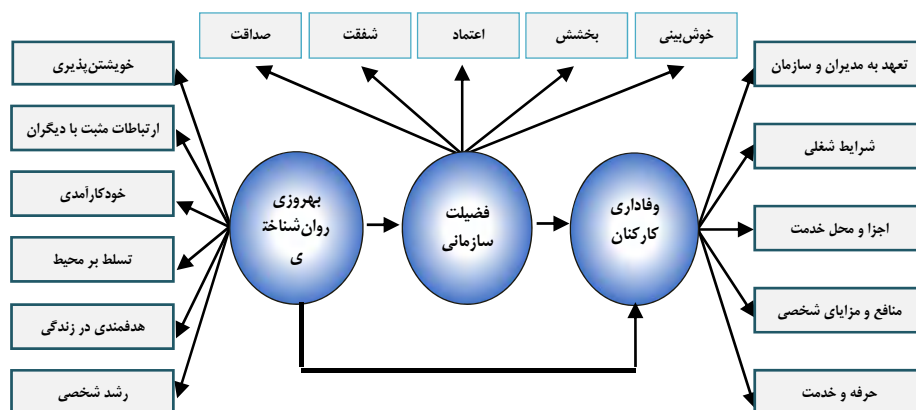 خوش‌بینی
بخشش
اعتماد
شفقت
صداقت
تعهد به مدیران و سازمان
شرایط شغلی
اجزا و محل خدمت
منافع و مزایای شخصی
حرفه و خدمت
وفاداری
کارکنان
فضیلت
سازمانی
بهروزی
روان‌شناخت
ی
خویشتن‌پذیری
ارتباطات مثبت با دیگران
خودکارآمدی
تسلط بر محیط
هدفمندی در زندگی
رشد شخصی